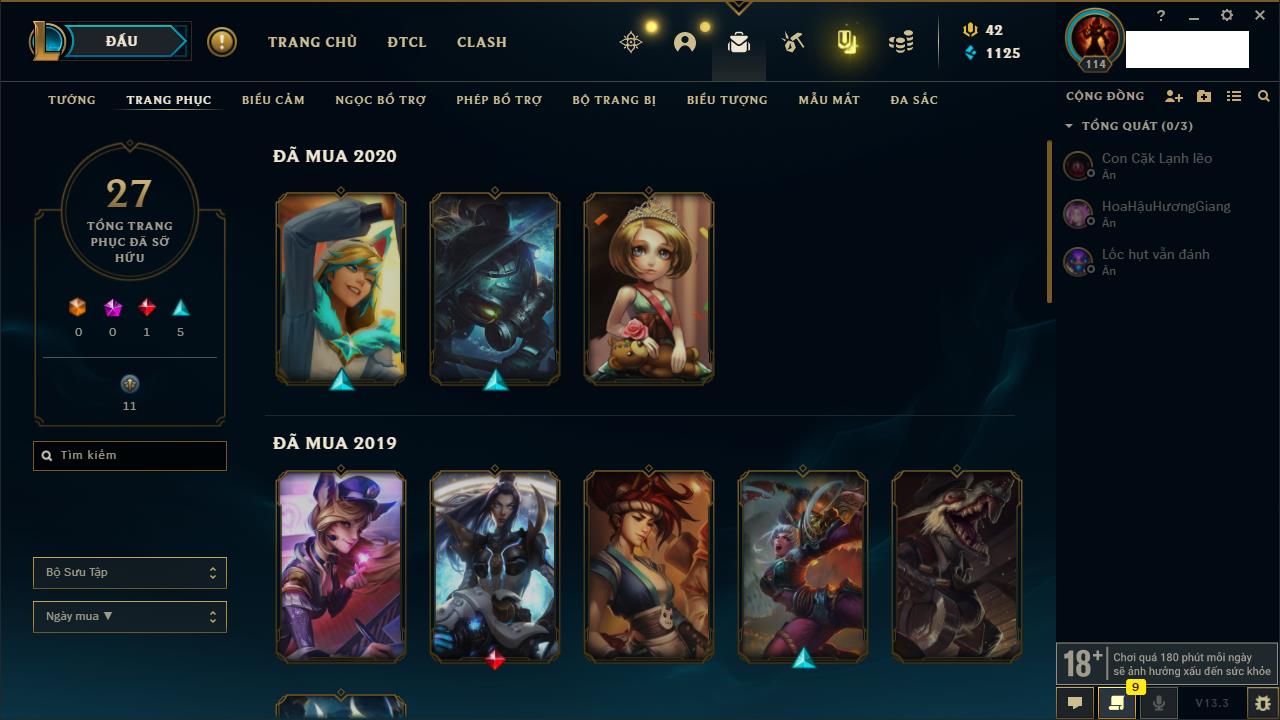 ĐẤU
TRANG CHỦ
ĐTCL
CLASH
42
1125
?
114
TƯỚNG
TRANG PHỤC
BIỂU CẢM
NGỌC BỔ TRỢ
PHÉP BỔ TRỢ
BỘ TRANG BỊ
BIỂU TƯỢNG
MẪU MẮT
ĐA SẮC
CỘNG ĐỒNG
TỔNG QUÁT (0/3)
Con Cặk Lạnh lẽo
Ẩn
HoaHậuHươngGiang
Ẩn
Lốc hụt vẫn đánh
Ẩn
27
TỔNG TRANG
PHỤC ĐÃ SỞ
HỮU
0
0
1
5
11
Tìm kiếm
Bộ Sưu Tập
Ngày mua ▼
ĐÃ MUA 2020
ĐÃ MUA 2019
18+
Chơi quá 180 phút mỗi ngày
sẽ ảnh hưởng xấu đến sức khỏe
9
V13.3